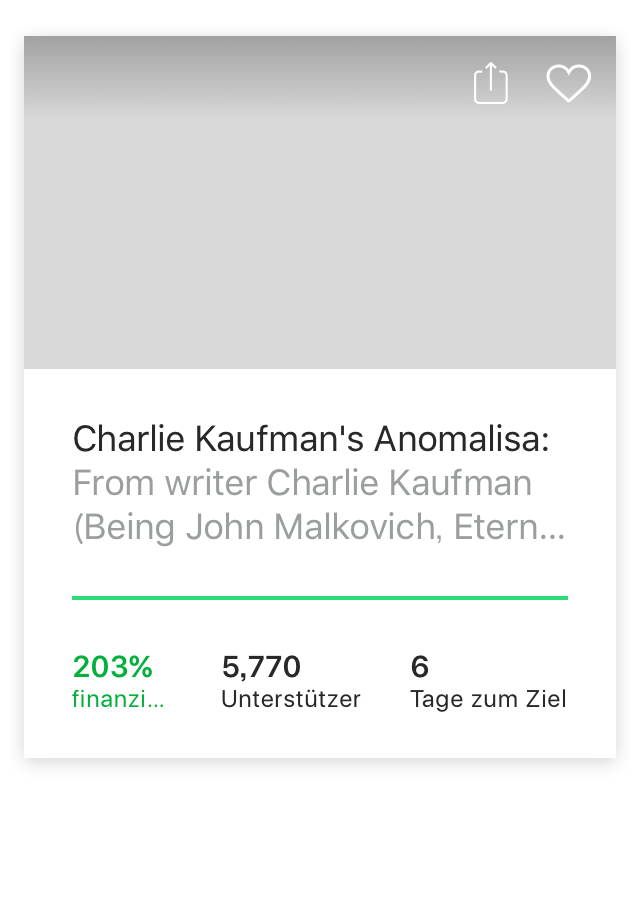 Charlie Kaufman's Anomalisa:
From writer Charlie Kaufman
(Being John Malkovich, Etern...
203% 5,770 6
finanzi... Unterstützer Tage zum Ziel